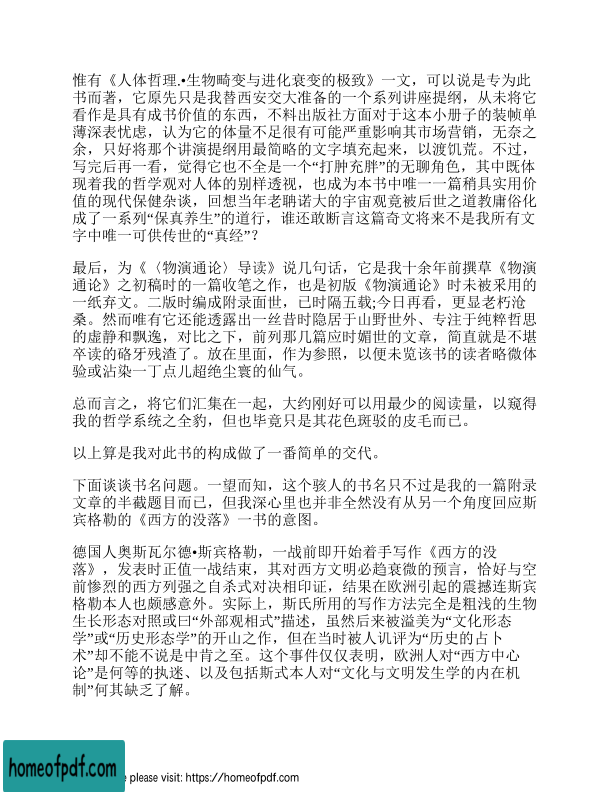 惟有《人体哲理.•生物畸变与进化衰变的极致》一文，可以说是专为此
书而著，它原先只是我替西安交大准备的一个系列讲座提纲，从未将它
看作是具有成书价值的东西，不料出版社方面对于这本小册子的装帧单
薄深表忧虑，认为它的体量不足很有可能严重影响其市场营销，无奈之
余，只好将那个讲演提纲用最简略的文字填充起来，以渡饥荒。不过，
写完后再一看，觉得它也不全是一个“打肿充胖”的无聊角色，其中既体
现着我的哲学观对人体的别样透视，也成为本书中唯一一篇稍具实用价
值的现代保健杂谈，回想当年老聃诺大的宇宙观竟被后世之道教庸俗化
成了一系列“保真养生”的道行，谁还敢断言这篇奇文将来不是我所有文
字中唯一可供传世的“真经”？
最后，为《〈物演通论〉导读》说几句话，它是我十余年前撰草《物演
通论》之初稿时的一篇收笔之作，也是初版《物演通论》时未被采用的
一纸弃文。二版时编成附录面世，已时隔五载;今日再看，更显老朽沧
桑。然而唯有它还能透露出一丝昔时隐居于山野世外、专注于纯粹哲思
的虚静和飘逸，对比之下，前列那几篇应时媚世的文章，简直就是不堪
卒读的硌牙残渣了。放在里面，作为参照，以便未览该书的读者略微体
验或沾染一丁点儿超绝尘寰的仙气。
总而言之，将它们汇集在一起，大约刚好可以用最少的阅读量，以窥得
我的哲学系统之全豹，但也毕竟只是其花色斑驳的皮毛而已。
以上算是我对此书的构成做了一番简单的交代。
下面谈谈书名问题。一望而知，这个骇人的书名只不过是我的一篇附录
文章的半截题目而已，但我深心里也并非全然没有从另一个角度回应斯
宾格勒的《西方的没落》一书的意图。
德国人奥斯瓦尔德•斯宾格勒，一战前即开始着手写作《西方的没
落》，发表时正值一战结束，其对西方文明必趋衰微的预言，恰好与空
前惨烈的西方列强之自杀式对决相印证，结果在欧洲引起的震撼连斯宾
格勒本人也颇感意外。实际上，斯氏所用的写作方法完全是粗浅的生物
生长形态对照或曰“外部观相式”描述，虽然后来被溢美为“文化形态
学”或“历史形态学”的开山之作，但在当时被人讥评为“历史的占卜
术”却不能不说是中肯之至。这个事件仅仅表明，欧洲人对“西方中心
论”是何等的执迷、以及包括斯式本人对“文化与文明发生学的内在机
制”何其缺乏了解。
homeofpdf.com
please visit: https://homeofpdf.com